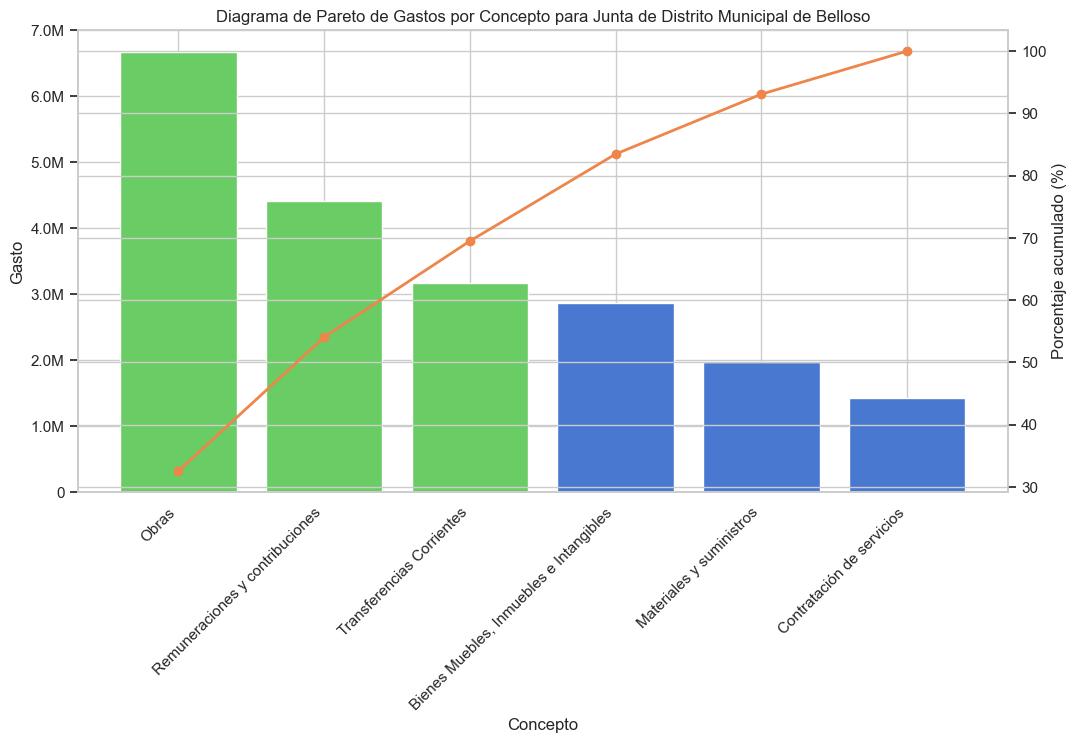 Diagrama de Pareto de Gastos por Concepto para Junta de Distrito Municipal de Belloso
Gasto
7.0M
6.0M
5.0M
4.0M
3.0M
2.0M
1.0M
0
Porcentaje acumulado (%)
100
90
80
70
60
50
40
30
Obras
Remuneraciones y contribuciones
Transferencias Corrientes
Bienes Muebles, Inmuebles e Intangibles
Materiales y suministros
Contratación de servicios
Concepto